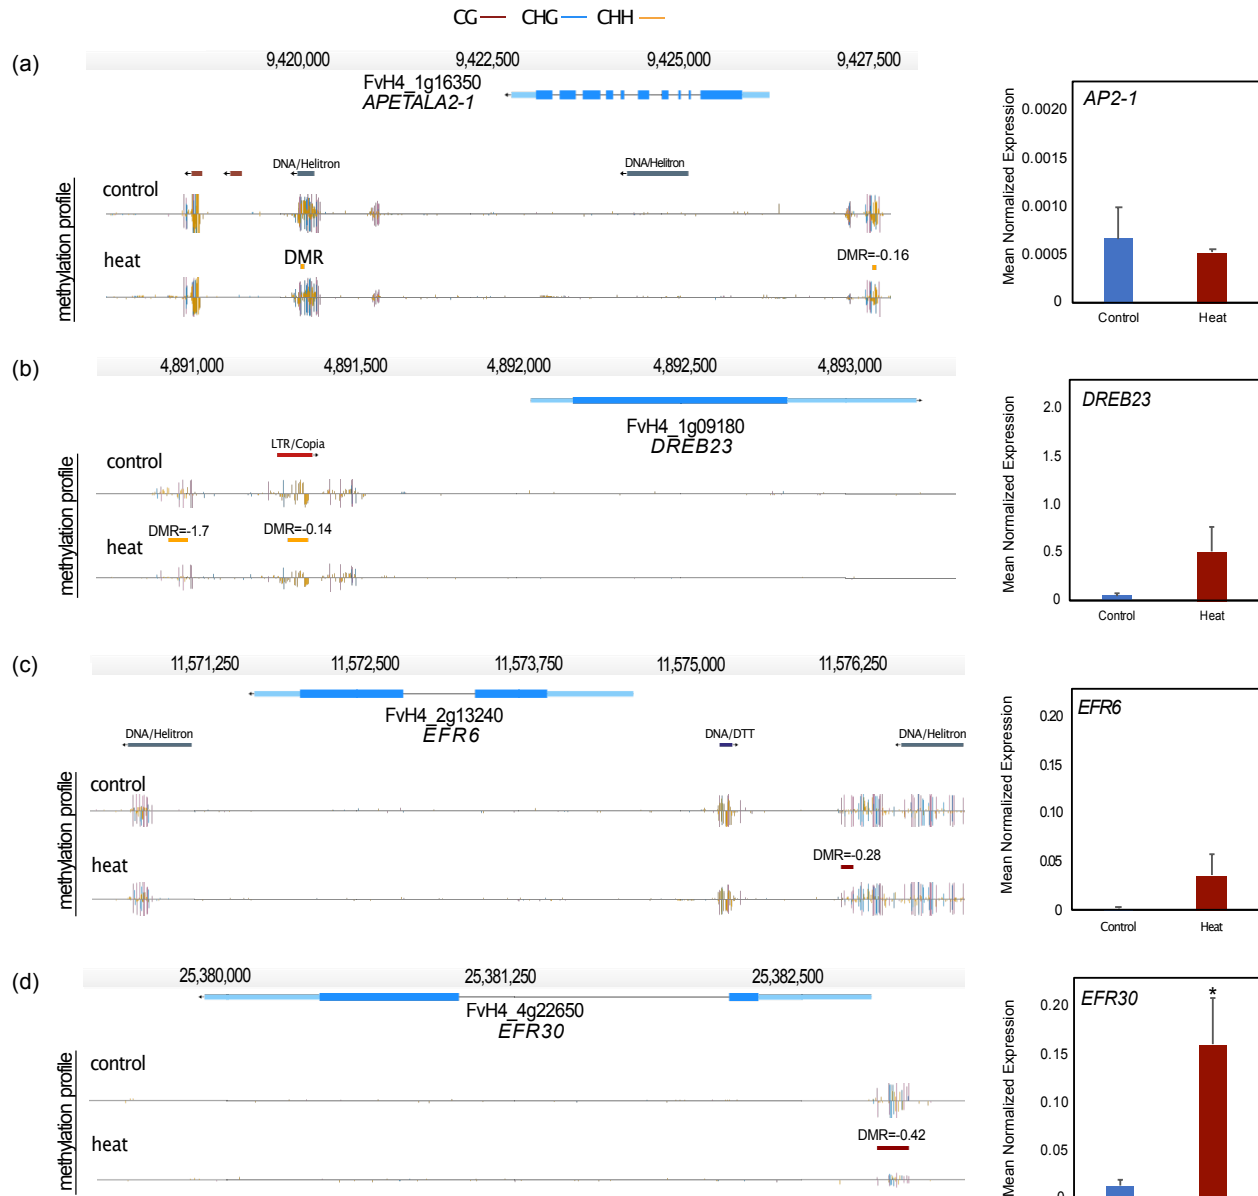 CG CHG CHH
(a)
9,420,000 9,422,500 9,425,000 9,427,500
FvH4_1g16350
APETALA2-1
DNA/Helitron DNA/Helitron
control
heat
DMR
DMR=-0.16
methylation profile
Mean Normalized Expression
AP2-1
0.0020
0.0015
0.0010
0.0005
0
Control Heat
(b)
4,891,000 4,891,500 4,892,000 4,892,500 4,893,000
FvH4_1g09180
DREB23
LTR/Copia
control
DMR=-1.7 DMR=-0.14
heat
methylation profile
Mean Normalized Expression
DREB23
2.0
1.5
1.0
0.5
0
Control Heat
(c)
11,571,250 11,572,500 11,573,750 11,575,000 11,576,250
FvH4_2g13240
EFR6
DNA/Helitron DNA/DTT DNA/Helitron
control
heat
DMR=-0.28
methylation profile
Mean Normalized Expression
EFR6
0.20
0.15
0.10
0.05
0
Control Heat
(d)
25,380,000 25,381,250 25,382,500
FvH4_4g22650
EFR30
control
heat
DMR=-0.42
methylation profile
Mean Normalized Expression
EFR30
*
0.20
0.15
0.10
0.05